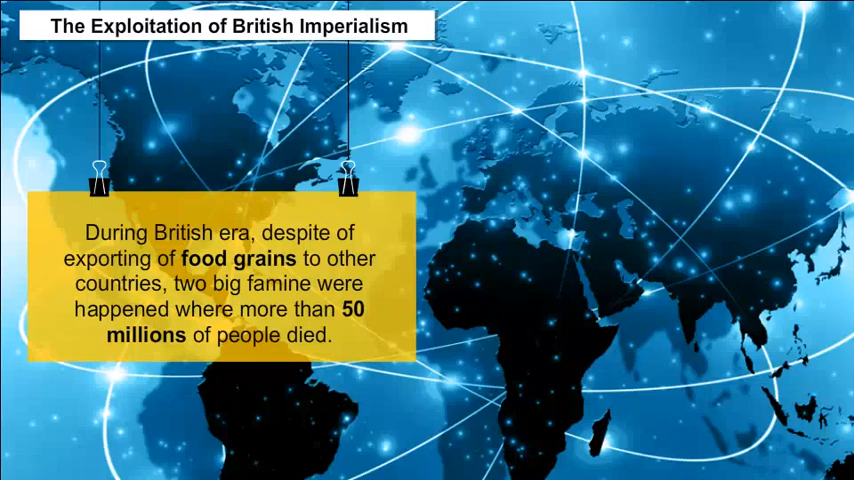 The Exploitation of British Imperialism
During British era, despite of
exporting of food grains to other
countries, two big famine were
happened where more than 50
millions of people died.